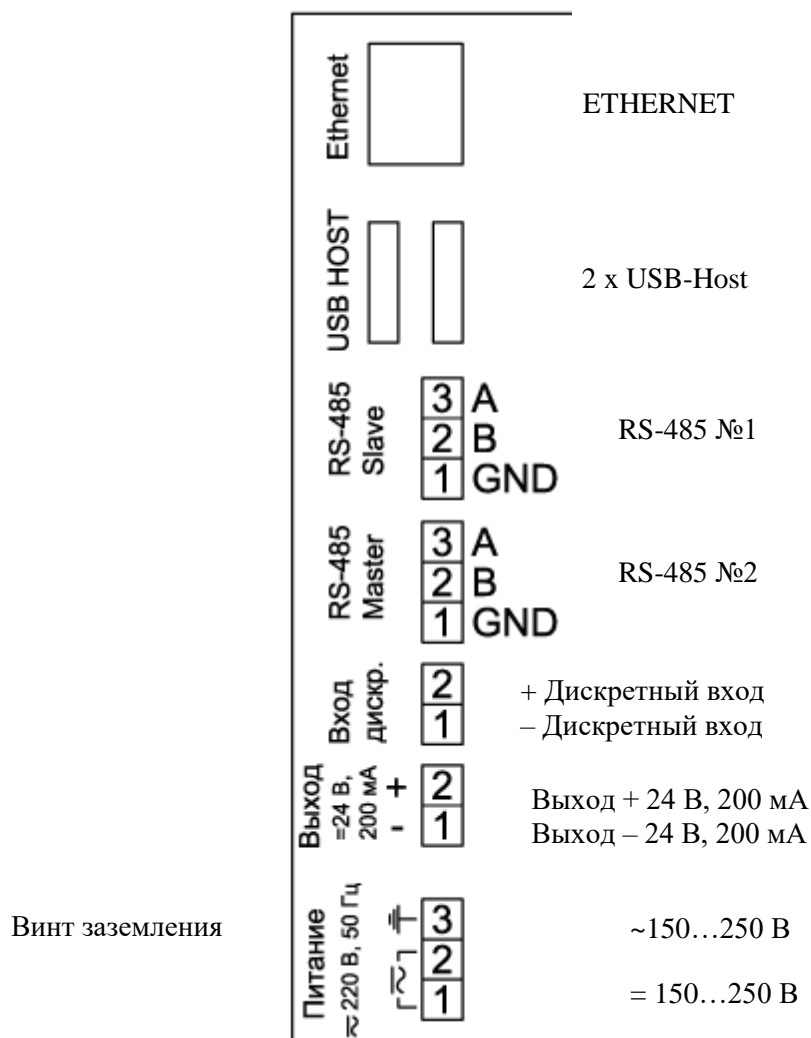 Ethernet
ETHERNET
USB HOST
2 x USB-Host
RS-485
Slave
3 A
2 B
1 GND
RS-485 №1
RS-485
Master
3 A
2 B
1 GND
RS-485 №2
Вход
дискр.
2
1
+ Дискретный вход
– Дискретный вход
Выход
=24 В,
200 мА
+ 2
- 1
Выход + 24 В, 200 мА
Выход – 24 В, 200 мА
Винт заземления
Питание
≂ 220 В, 50 Гц
3
2
1
~150…250 В
= 150…250 В